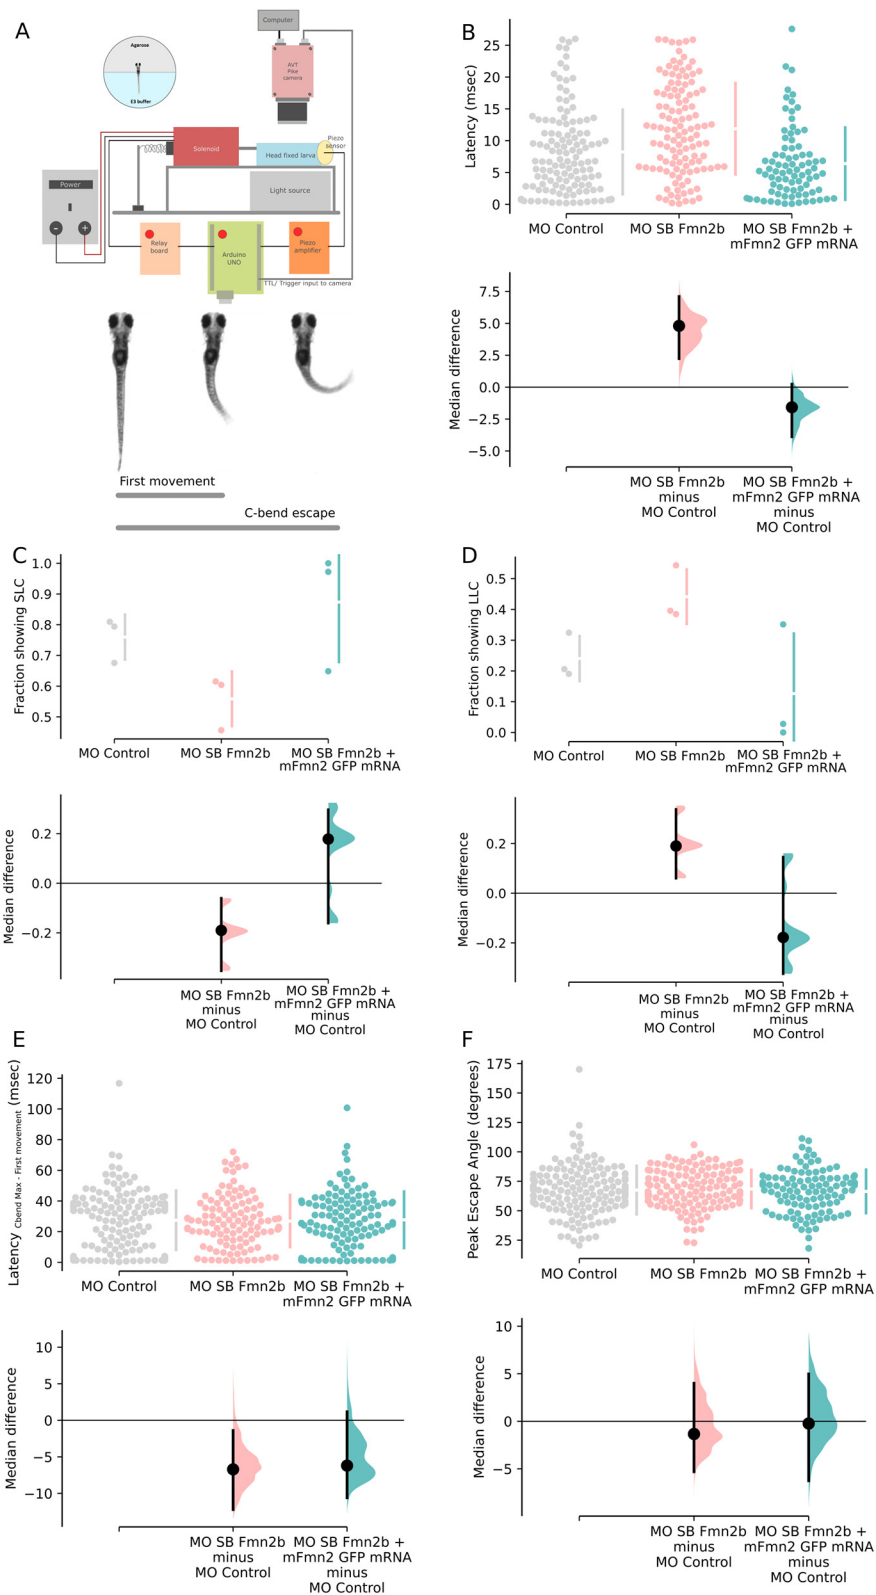 A
Computer
Agarose
E3 buffer
AVT
Pike
camera
Piezo
sensor
Solenoid
Head fixed larva
Power
Light source
−
+
Relay
board
Arduino
UNO
Piezo
amplifier
TTL/ Trigger input to camera
First movement
C-bend escape
B
Latency (msec)
25
20
15
10
5
0
MO Control
MO SB Fmn2b
MO SB Fmn2b +
mFmn2 GFP mRNA
Median difference
7.5
5.0
2.5
0.0
−2.5
−5.0
MO SB Fmn2b
minus
MO Control
MO SB Fmn2b +
mFmn2 GFP mRNA
minus
MO Control
C
Fraction showing SLC
1.0
0.9
0.8
0.7
0.6
0.5
MO Control
MO SB Fmn2b
MO SB Fmn2b +
mFmn2 GFP mRNA
Median difference
0.2
0.0
−0.2
MO SB Fmn2b
minus
MO Control
MO SB Fmn2b +
mFmn2 GFP mRNA
minus
MO Control
D
Fraction showing LLC
0.5
0.4
0.3
0.2
0.1
0.0
MO Control
MO SB Fmn2b
MO SB Fmn2b +
mFmn2 GFP mRNA
Median difference
0.2
0.0
−0.2
MO SB Fmn2b
minus
MO Control
MO SB Fmn2b +
mFmn2 GFP mRNA
minus
MO Control
E
Latency Cbend Max - First movement (msec)
120
100
80
60
40
20
0
MO Control
MO SB Fmn2b
MO SB Fmn2b +
mFmn2 GFP mRNA
Median difference
10
5
0
−5
−10
MO SB Fmn2b
minus
MO Control
MO SB Fmn2b +
mFmn2 GFP mRNA
minus
MO Control
F
Peak Escape Angle (degrees)
175
150
125
100
75
50
25
MO Control
MO SB Fmn2b
MO SB Fmn2b +
mFmn2 GFP mRNA
Median difference
10
5
0
−5
MO SB Fmn2b
minus
MO Control
MO SB Fmn2b +
mFmn2 GFP mRNA
minus
MO Control